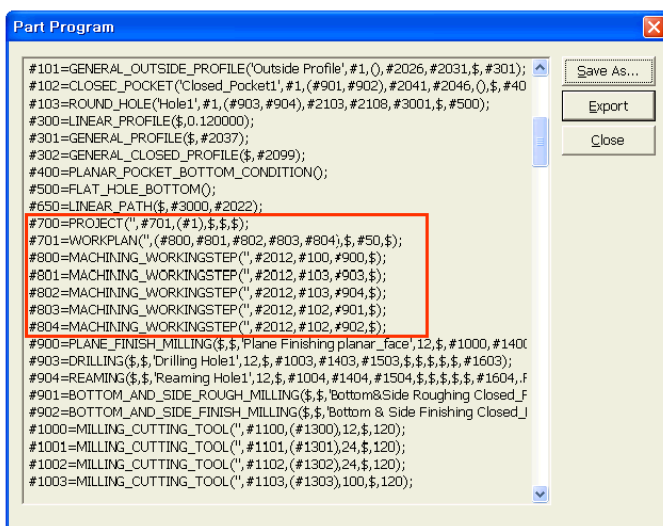 Part Program
#101=GENERAL_OUTSIDE_PROFILE('Outside Profile',#1,(),#2026,#2031,$,#301);
#102=CLOSED_POCKET('Closed_Pocket1',#1,(#901,#902),#2041,#2046,(),$,#40
#103=ROUND_HOLE('Hole1',#1,(#903,#904),#2103,#2108,#3001,$,#500);
#300=LINEAR_PROFILE($,0.120000);
#301=GENERAL_PROFILE($,#2037);
#302=GENERAL_CLOSED_PROFILE($,#2099);
#400=PLANAR_POCKET_BOTTOM_CONDITION();
#500=FLAT_HOLE_BOTTOM();
#650=LINEAR_PATH($,#3000,#2022);
#700=PROJECT('',#701,(#1),$,$,$);
#701=WORKPLAN('',(#800,#801,#802,#803,#804),$,#50,$);
#800=MACHINING_WORKINGSTEP('',#2012,#100,#900,$);
#801=MACHINING_WORKINGSTEP('',#2012,#103,#903,$);
#802=MACHINING_WORKINGSTEP('',#2012,#103,#904,$);
#803=MACHINING_WORKINGSTEP('',#2012,#102,#901,$);
#804=MACHINING_WORKINGSTEP('',#2012,#102,#902,$);
#900=PLANE_FINISH_MILLING($,$,'Plane Finishing planar_face',12,$,#1000,#140
#903=DRILLING($,$,'Drilling Hole1',12,$,#1003,#1403,#1503,$,$,$,$,$,#1603);
#904=REAMING($,$,'Reaming Hole1',12,$,#1004,#1404,#1504,$,$,$,$,$,#1604,.F
#901=BOTTOM_AND_SIDE_ROUGH_MILLING($,$,'Bottom&Side Roughing Closed_F
#902=BOTTOM_AND_SIDE_FINISH_MILLING($,$,'Bottom & Side Finishing Closed_
#1000=MILLING_CUTTING_TOOL('',#1100,(#1300),12,$,120);
#1001=MILLING_CUTTING_TOOL('',#1101,(#1301),24,$,120);
#1002=MILLING_CUTTING_TOOL('',#1102,(#1302),24,$,120);
#1003=MILLING_CUTTING_TOOL('',#1103,(#1303),100,$,120);
Save As...
Export
Close